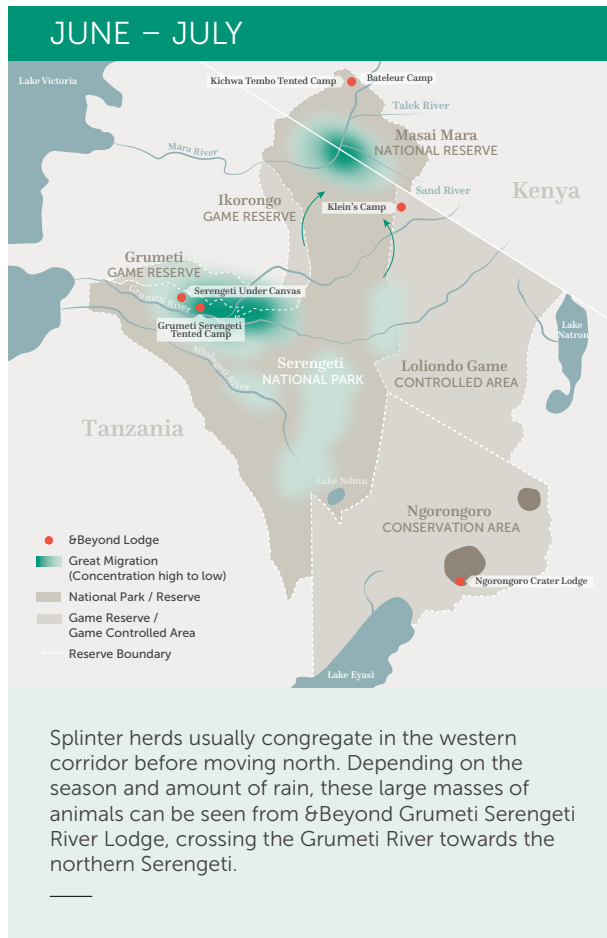 JUNE – JULY
Lake Victoria
Kichwa Tembo Tented Camp
Bateleur Camp
Talek River
Masai Mara
NATIONAL RESERVE
Mara River
Sand River
Kenya
Ikorongo
GAME RESERVE
Klein's Camp
Grumeti
GAME RESERVE
Serengeti Under Canvas
Grumeti River
Grumeti Serengeti
Tented Camp
Lake
Natron
Mbalageti River
Serengeti
NATIONAL PARK
Loliondo Game
CONTROLLED AREA
Tanzania
Lake Ndutu
Ngorongoro
CONSERVATION AREA
Ngorongoro Crater Lodge
&Beyond Lodge
Great Migration
(Concentration high to low)
National Park / Reserve
Game Reserve /
Game Controlled Area
Reserve Boundary
Lake Eyasi
Splinter herds usually congregate in the western
corridor before moving north. Depending on the
season and amount of rain, these large masses of
animals can be seen from &Beyond Grumeti Serengeti
River Lodge, crossing the Grumeti River towards the
northern Serengeti.